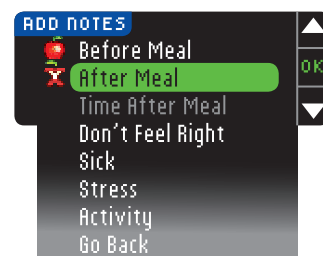 ADD NOTES
Before Meal
After Meal
OK
Time After Meal
Don't Feel Right
Sick
Stress
Activity
Go Back